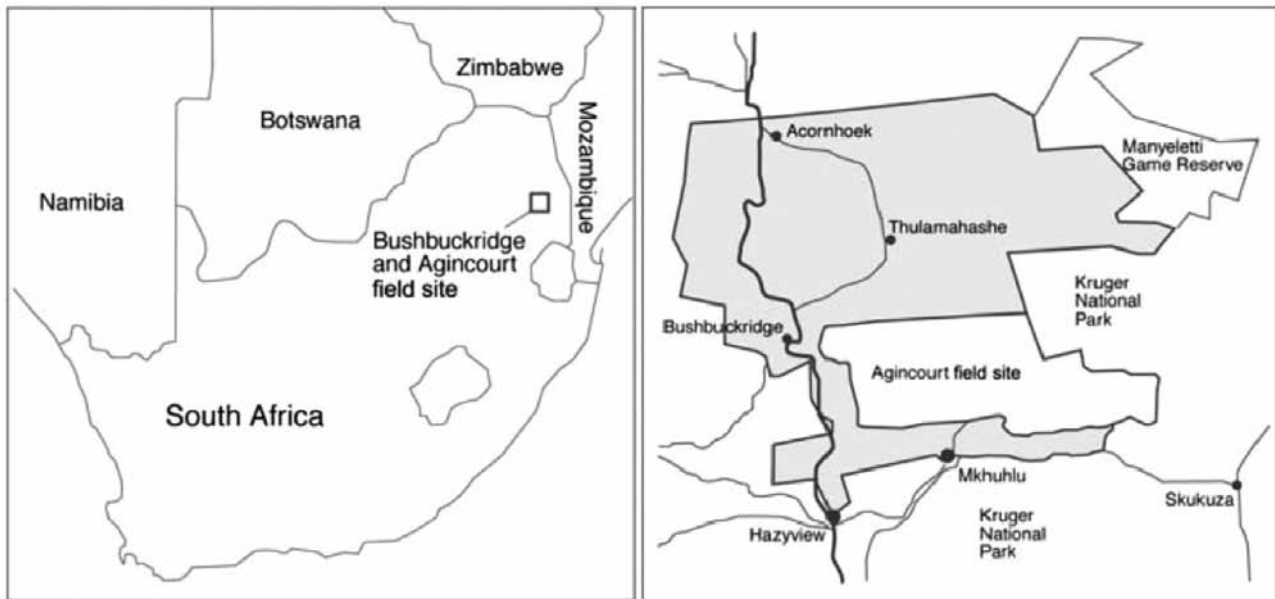 Zimbabwe
Botswana
Mozambique
Namibia
Bushbuckridge
and Agincourt
field site
South Africa
Acornhoek
Manyeletti
Game Reserve
Thulamahashe
Kruger
National
Park
Bushbuckridge
Agincourt field site
Mkhuhlu
Skukuza
Hazyview
Kruger
National
Park